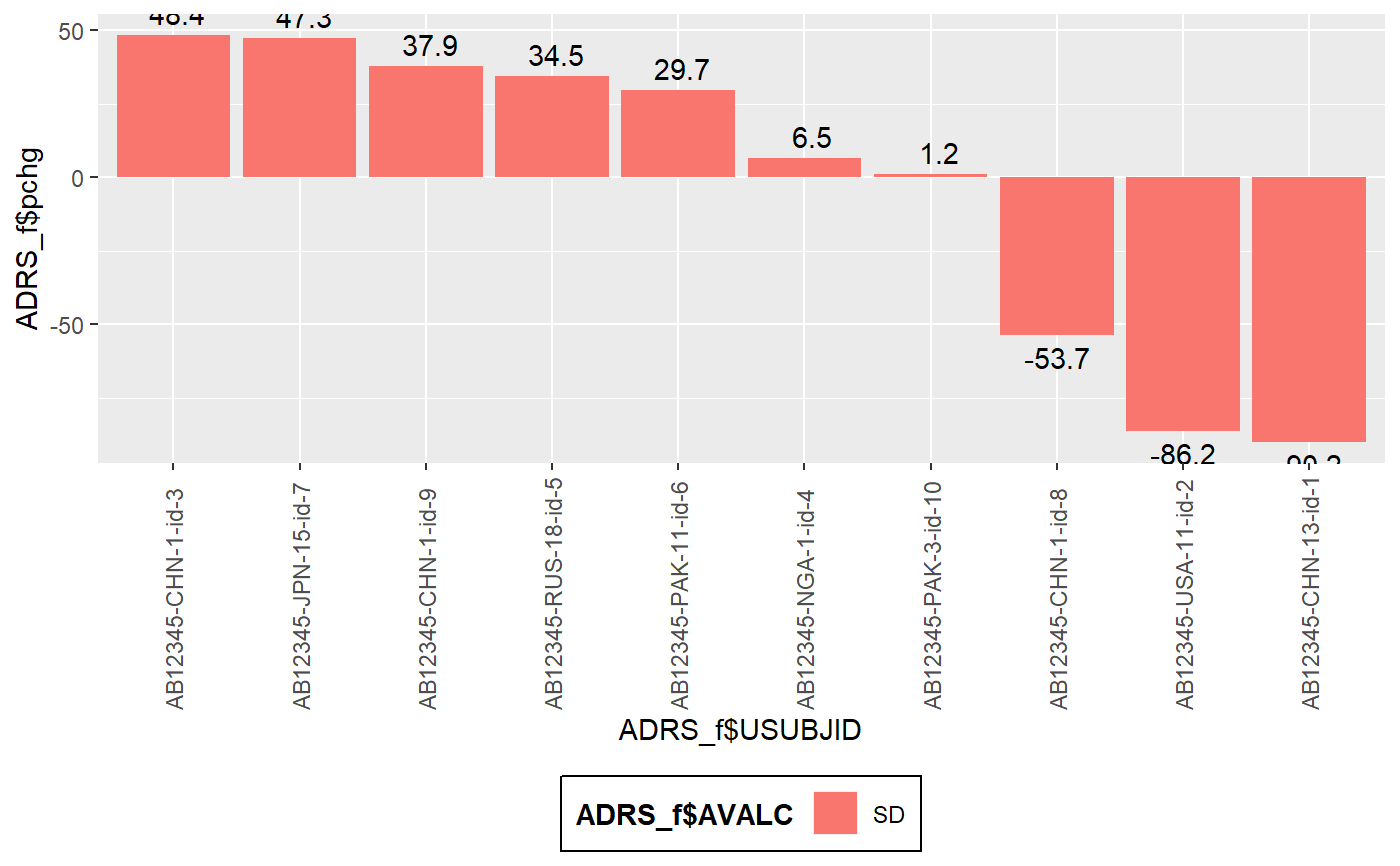 48.4
47.3
37.9
34.5
29.7
6.5
1.2
-53.7
-86.2
50
0
-50
ADRS_f$pchg
AB12345-CHN-1-id-3
AB12345-JPN-15-id-7
AB12345-CHN-1-id-9
AB12345-RUS-18-id-5
AB12345-PAK-11-id-6
AB12345-NGA-1-id-4
AB12345-PAK-3-id-10
AB12345-CHN-1-id-8
AB12345-USA-11-id-2
AB12345-CHN-13-id-1
ADRS_f$USUBJID
ADRS_f$AVALC SD